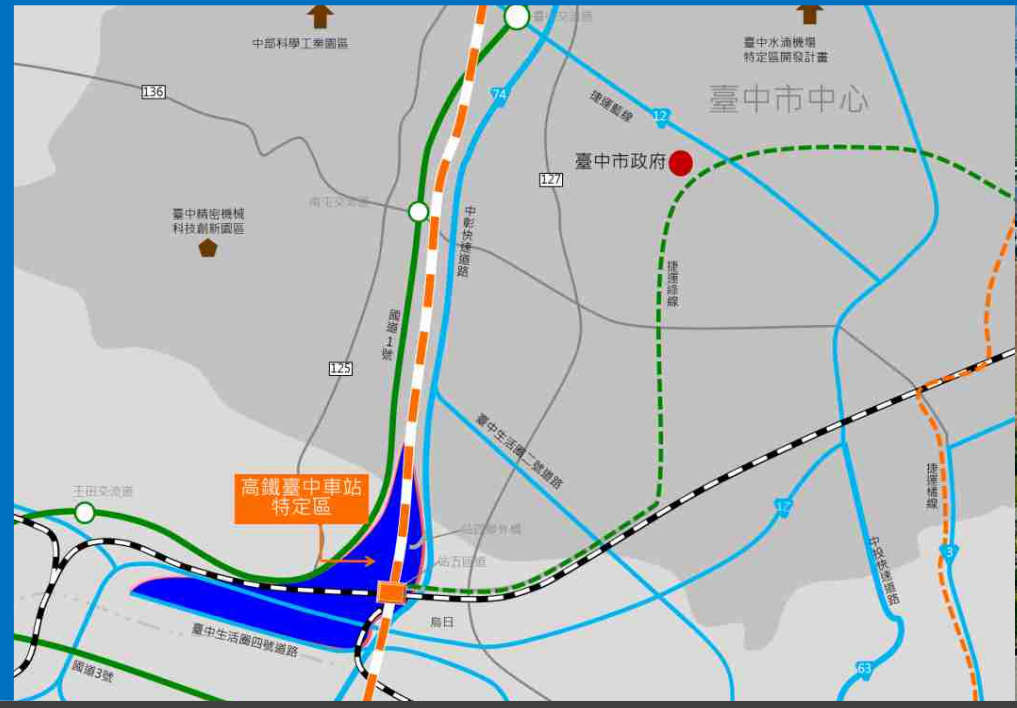 臺中交流道
中部科學工業園區
臺中水湳機場
特定區開發計畫
136
74
捷運藍線
12
臺中市中心
臺中市政府
127
南屯交流道
臺中精密機械
科技創新園區
中彰快速道路
捷運綠線
國道1號
125
臺中生活圈二號道路
高鐵臺中車站
特定區
王田交流道
捷運橘線
站西聯外橋
站五匝道
中投快速道路
3
烏日
臺中生活圈四號道路
國道3號
63